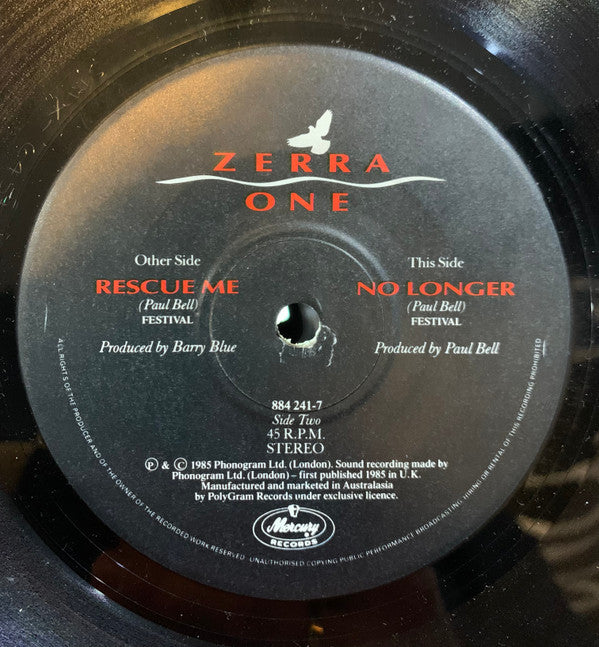 ZERRA
ONE
Other Side
RESCUE ME
(Paul Bell)
FESTIVAL
Produced by Barry Blue
This Side
NO LONGER
(Paul Bell)
FESTIVAL
Produced by Paul Bell
884 241-7
Side Two
45 R.P.M.
STEREO
Ⓟ & © 1985 Phonogram Ltd. (London). Sound recording made by
Phonogram Ltd. (London) – first published 1985 in U.K.
Manufactured and marketed in Australasia
by PolyGram Records under exclusive licence.
Mercury
RECORDS
ALL RIGHTS OF THE PRODUCER AND OF THE OWNER OF THE RECORDED WORK RESERVED. UNAUTHORISED COPYING PUBLIC PERFORMANCE BROADCASTING HIRING OR RENTAL OF THIS RECORDING PROHIBITED